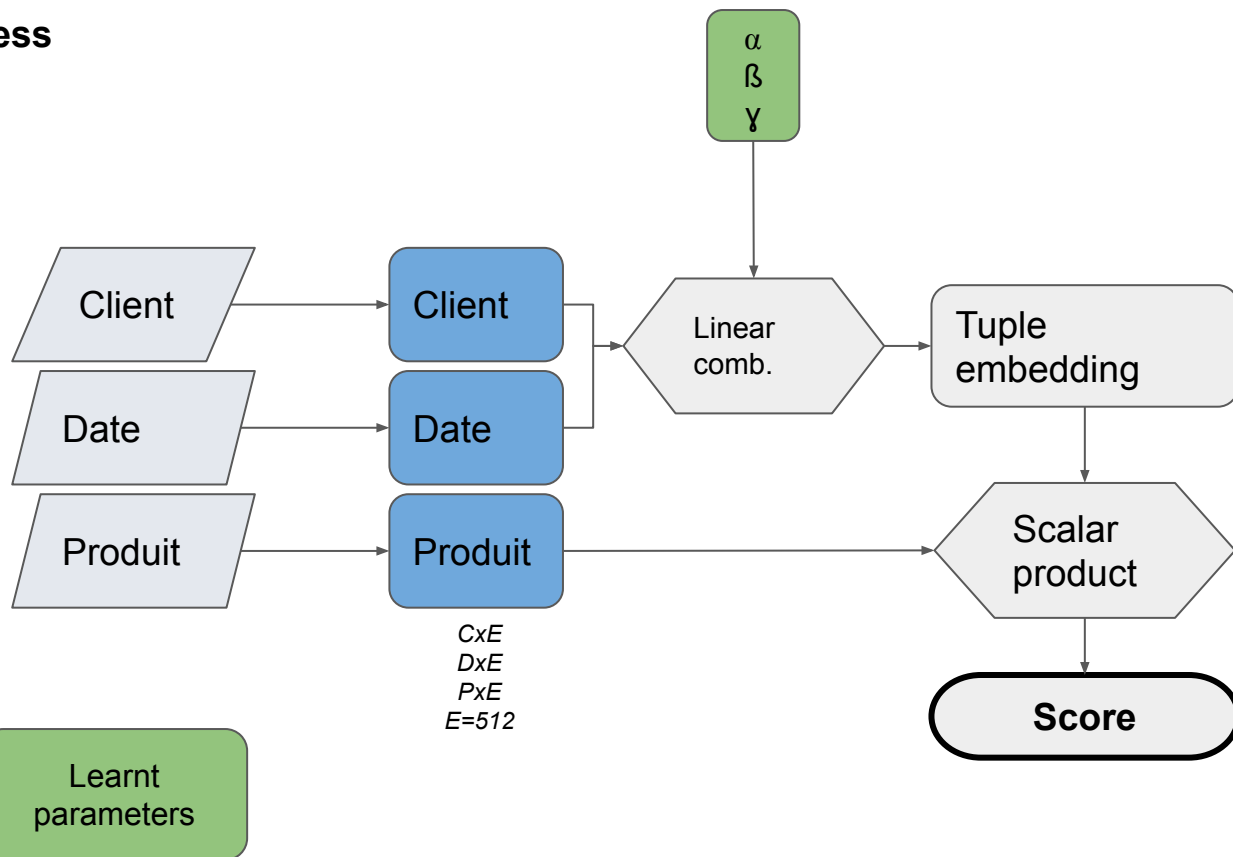 ess
α
ß
ɣ
Client
Client
Linear
comb.
Tuple
embedding
Date
Date
Produit
Produit
Scalar
product
CxE
DxE
PxE
E=512
Score
Learnt
parameters